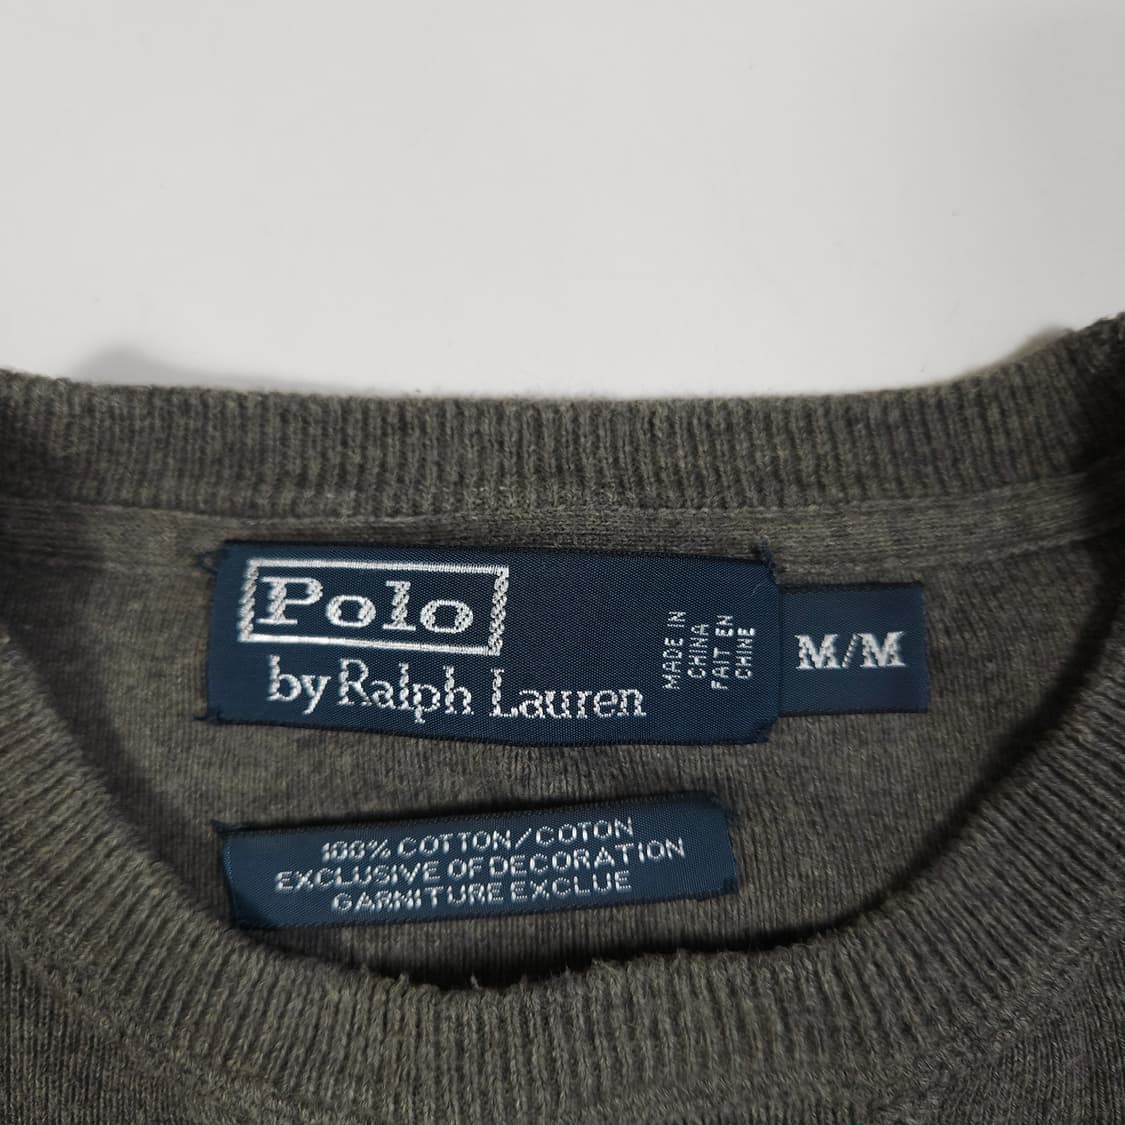 Polo
by Ralph Lauren
MADE IN
CHINA
FAIT EN
CHINE
M/M
100% COTTON/COTON
EXCLUSIVE OF DECORATION
GARNITURE EXCLUE